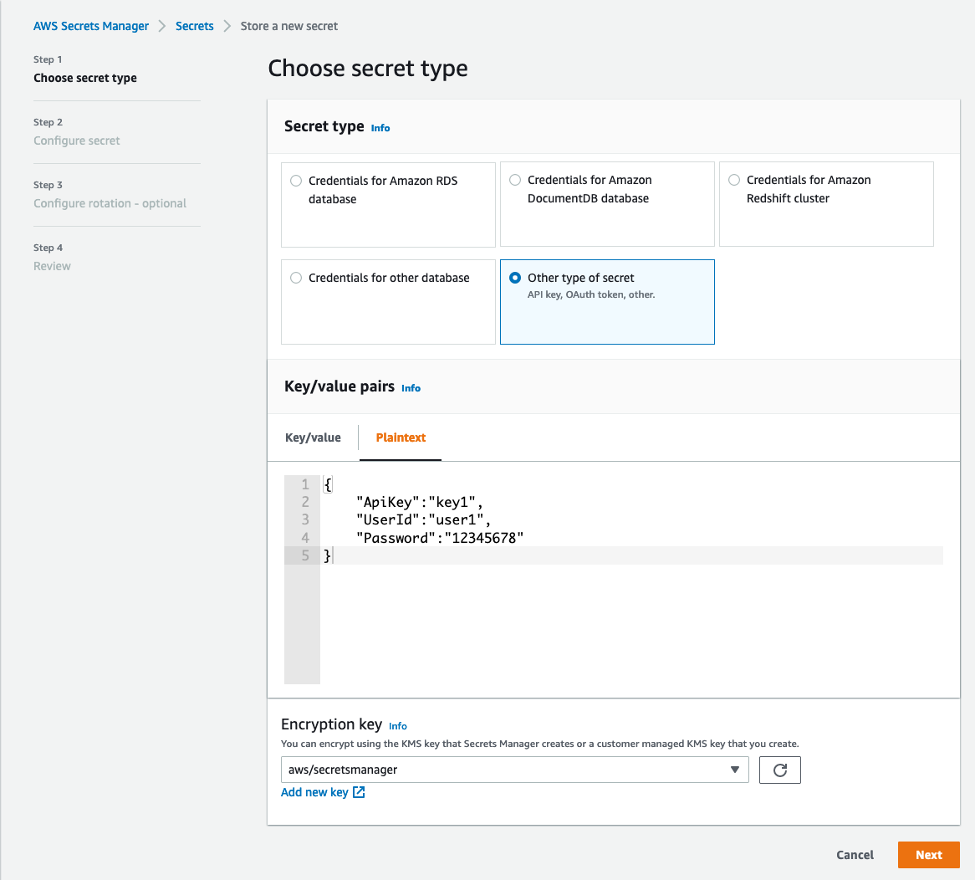 AWS Secrets Manager > Secrets > Store a new secret
Step 1
Choose secret type
Step 2
Configure secret
Step 3
Configure rotation - optional
Step 4
Review
Choose secret type
Secret type Info
Credentials for Amazon RDS
database
Credentials for Amazon
DocumentDB database
Credentials for Amazon
Redshift cluster
Credentials for other database
Other type of secret
API key, OAuth token, other.
Key/value pairs Info
Key/value Plaintext
1 {
2 "ApiKey":"key1",
3 "UserId":"user1",
4 "Password":"12345678"
5 }
Encryption key Info
You can encrypt using the KMS key that Secrets Manager creates or a customer managed KMS key that you create.
aws/secretsmanager
Add new key
Cancel Next